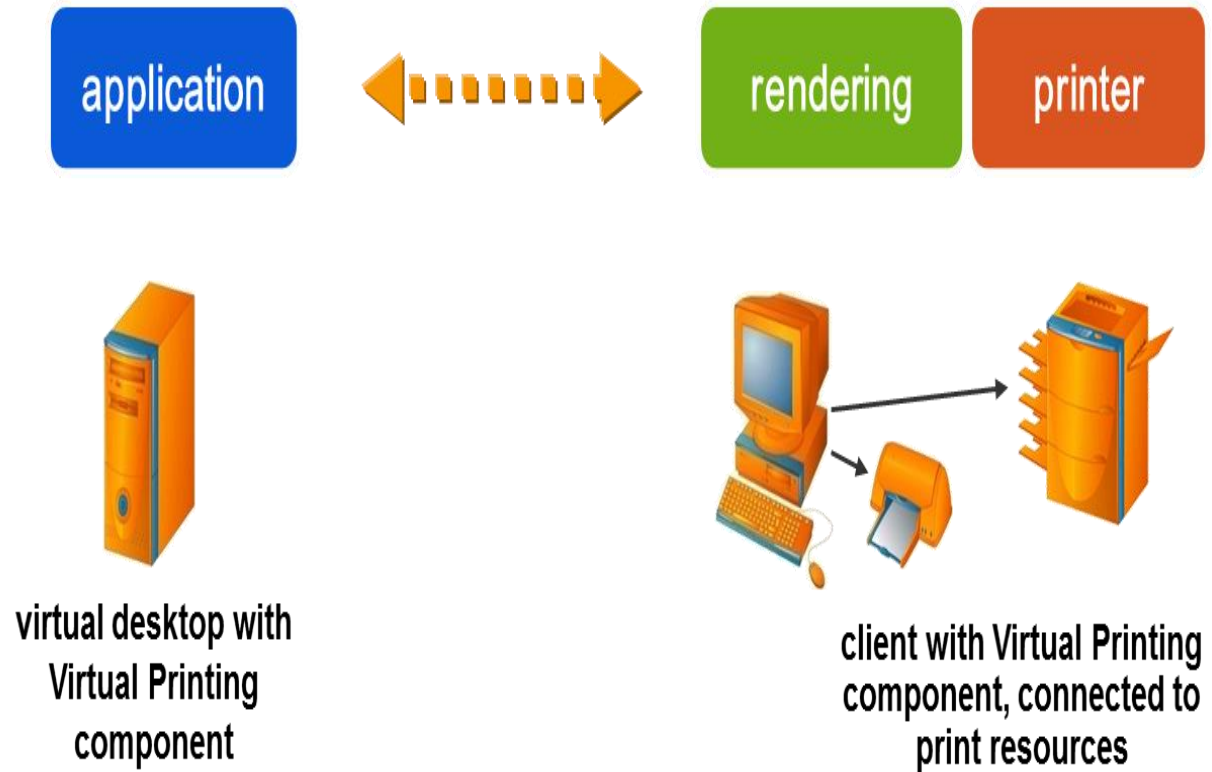 application
rendering
printer
virtual desktop with
Virtual Printing
component
client with Virtual Printing
component, connected to
print resources